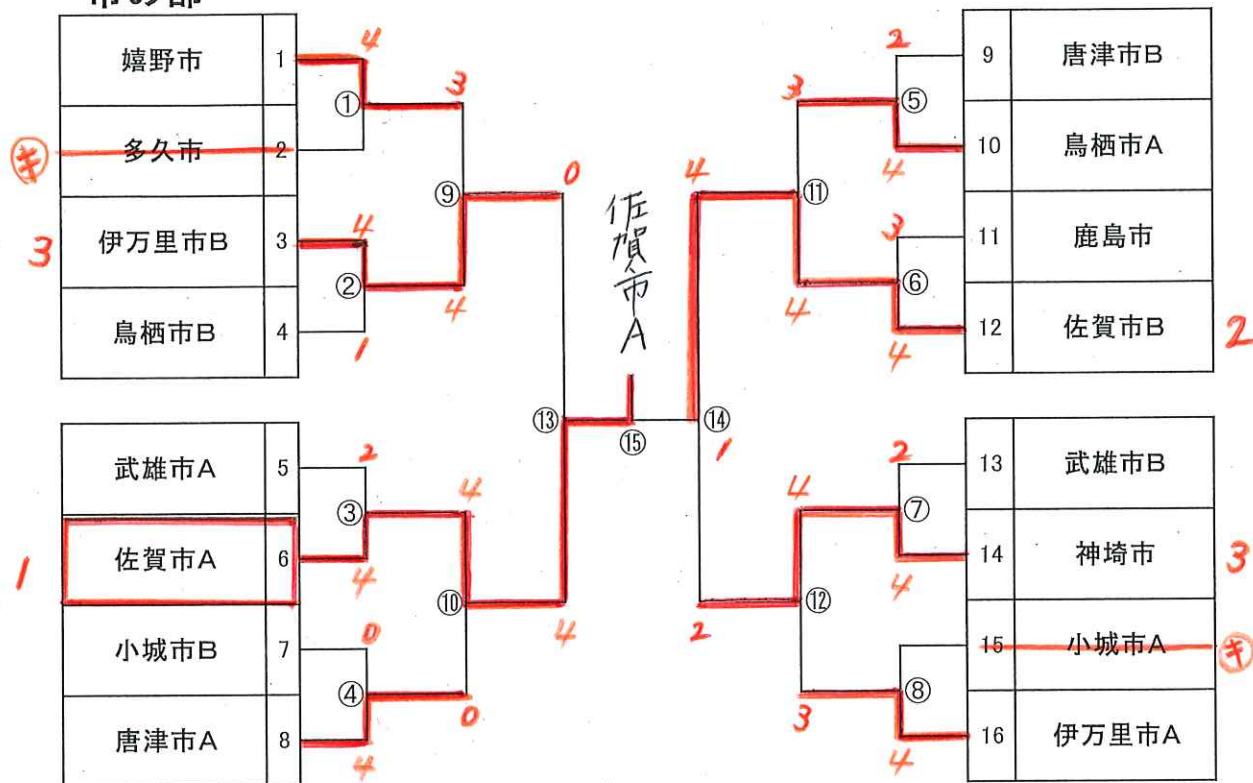 市の部
嬉野市 1 4
① 3
㋖ 多久市 2
⑨ 0
3 伊万里市B 3 4
② 4
鳥栖市B 4 1
武雄市A 5 2
③ 4
1 佐賀市A 6 4
⑩ 4
小城市B 7 0
④ 0
唐津市A 8 4
⑬
佐賀市A
⑮
⑭ 1
2 9 唐津市B
3 ⑤
4 10 鳥栖市A
4 ⑪
3 11 鹿島市
4 ⑥
4 12 佐賀市B 2
2 13 武雄市B
4 ⑦
4 14 神埼市 3
2 ⑫
15 小城市A ㋖
3 ⑧
4 16 伊万里市A